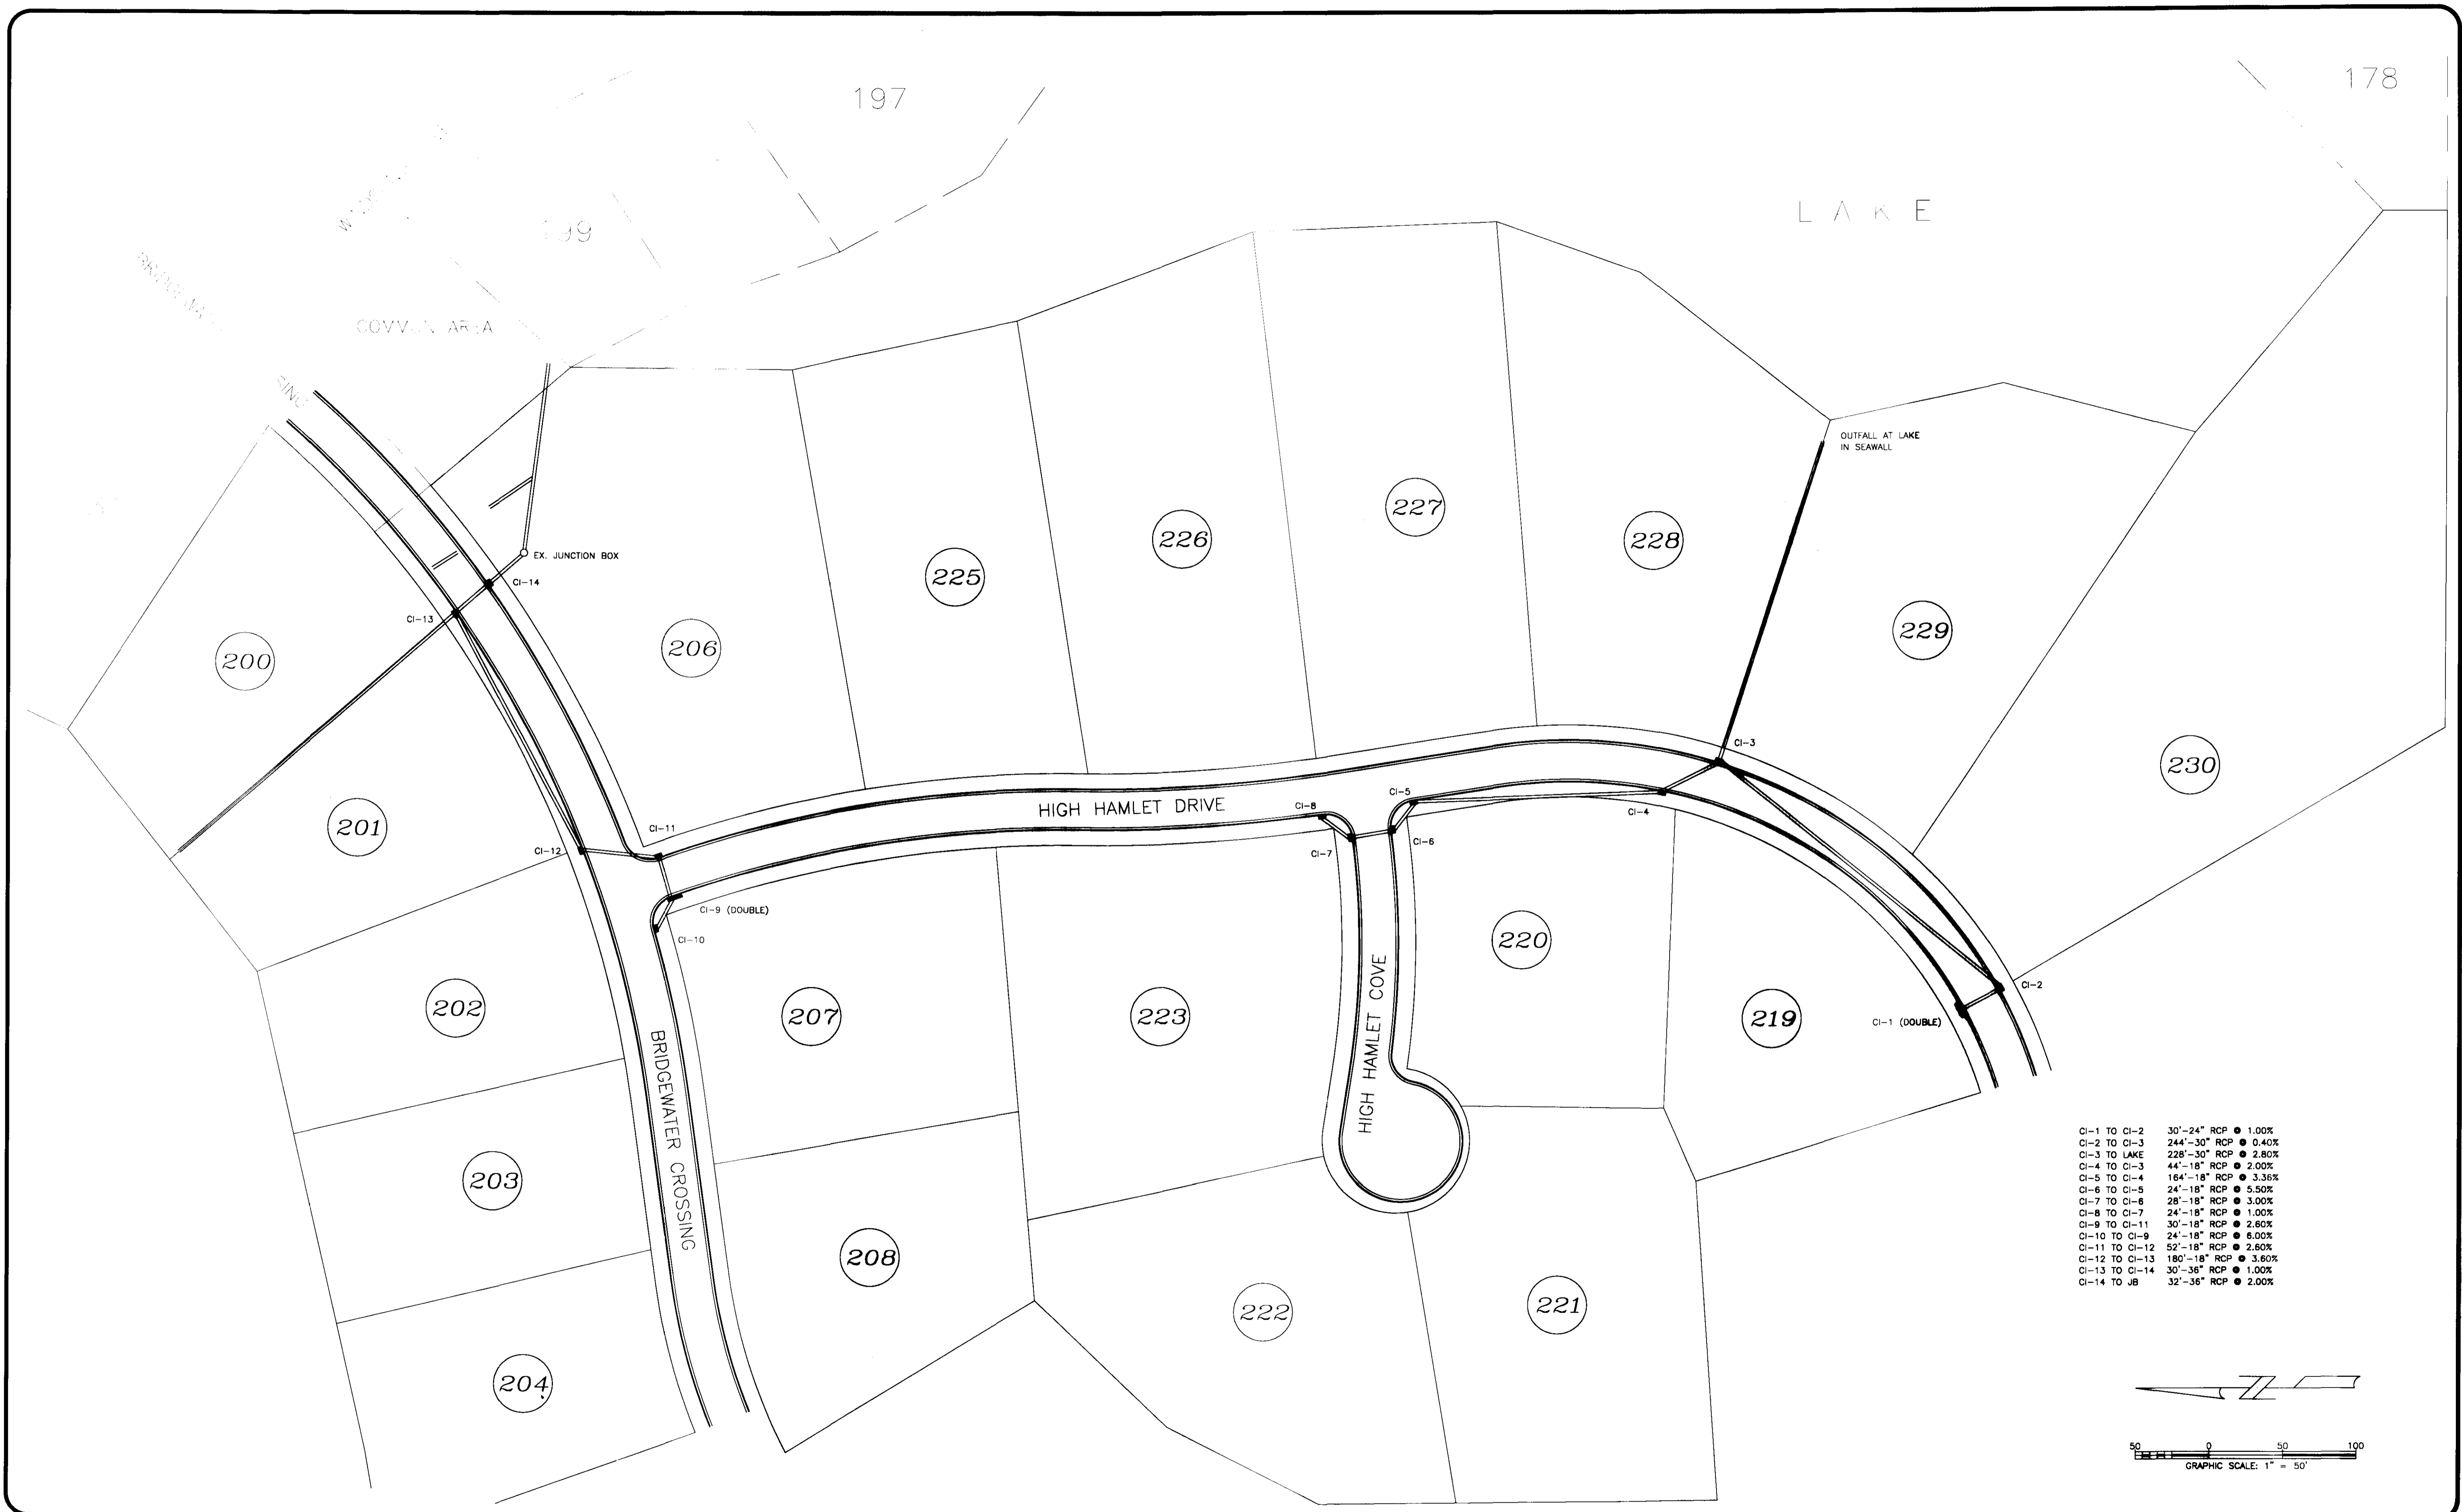 197
178
LAKE
199
AREA
OUTFALL AT LAKE
IN SEAWALL
EX. JUNCTION BOX
CI-14
CI-13
200
206
225
226
227
228
229
230
CI-3
CI-5
CI-8
HIGH HAMLET DRIVE
CI-4
CI-11
CI-12
CI-7
CI-6
201
CI-9 (DOUBLE)
CI-10
220
HIGH HAMLET COVE
202
207
223
219
CI-2
CI-1 (DOUBLE)
BRIDGEWATER CROSSING
203
208
222
221
204
CI-1 TO CI-2 30'-24" RCP @ 1.00%
CI-2 TO CI-3 244'-30" RCP @ 0.40%
CI-3 TO LAKE 228'-30" RCP @ 2.80%
CI-4 TO CI-3 44'-18" RCP @ 2.00%
CI-5 TO CI-4 164'-18" RCP @ 3.36%
CI-6 TO CI-5 24'-18" RCP @ 5.50%
CI-7 TO CI-6 28'-18" RCP @ 3.00%
CI-8 TO CI-7 24'-18" RCP @ 1.00%
CI-9 TO CI-11 30'-18" RCP @ 2.60%
CI-10 TO CI-9 24'-18" RCP @ 6.00%
CI-11 TO CI-12 52'-18" RCP @ 2.60%
CI-12 TO CI-13 180'-18" RCP @ 3.60%
CI-13 TO CI-14 30'-36" RCP @ 1.00%
CI-14 TO JB 32'-36" RCP @ 2.00%
50 0 50 100
GRAPHIC SCALE: 1" = 50'